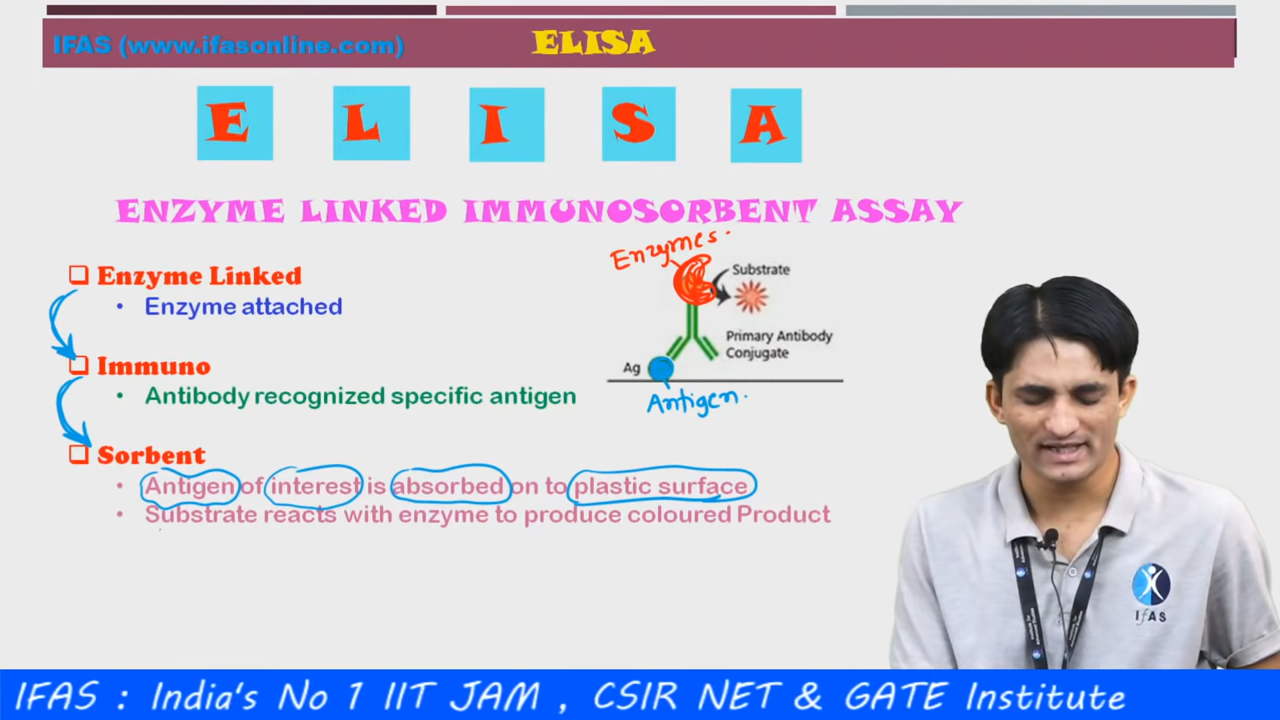 IFAS (www.ifasonline.com)
ELISA
E L I S A
ENZYME LINKED IMMUNOSORBENT ASSAY
Enzymes.
Substrate
Enzyme Linked
• Enzyme attached
Primary Antibody
Conjugate
Immuno
Ag
• Antibody recognized specific antigen
Antigen.
Sorbent
• Antigen of interest is absorbed on to plastic surface
• Substrate reacts with enzyme to produce coloured Product
IfAS
IFAS : India's No 1 IIT JAM , CSIR NET & GATE Institute